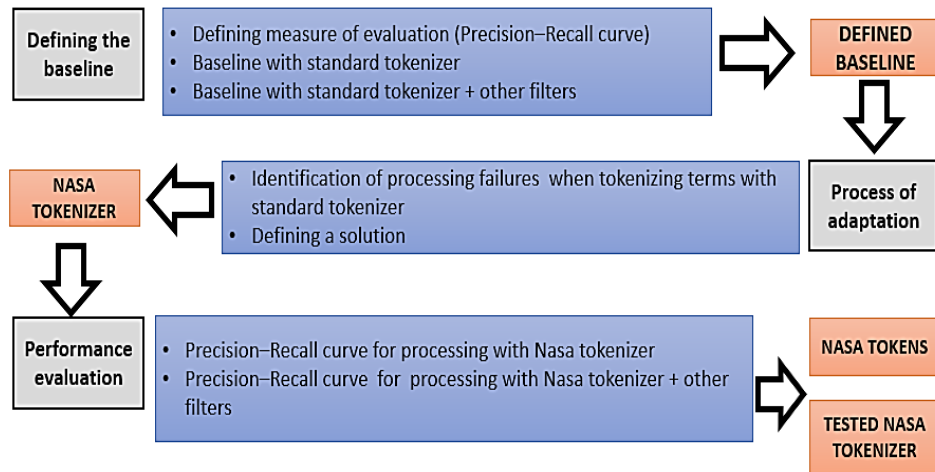 Defining the
baseline
• Defining measure of evaluation (Precision–Recall curve)
• Baseline with standard tokenizer
• Baseline with standard tokenizer + other filters
DEFINED
BASELINE
NASA
TOKENIZER
• Identification of processing failures when tokenizing terms with
standard tokenizer
• Defining a solution
Process of
adaptation
Performance
evaluation
• Precision–Recall curve for processing with Nasa tokenizer
• Precision–Recall curve for processing with Nasa tokenizer + other
filters
NASA TOKENS
TESTED NASA
TOKENIZER